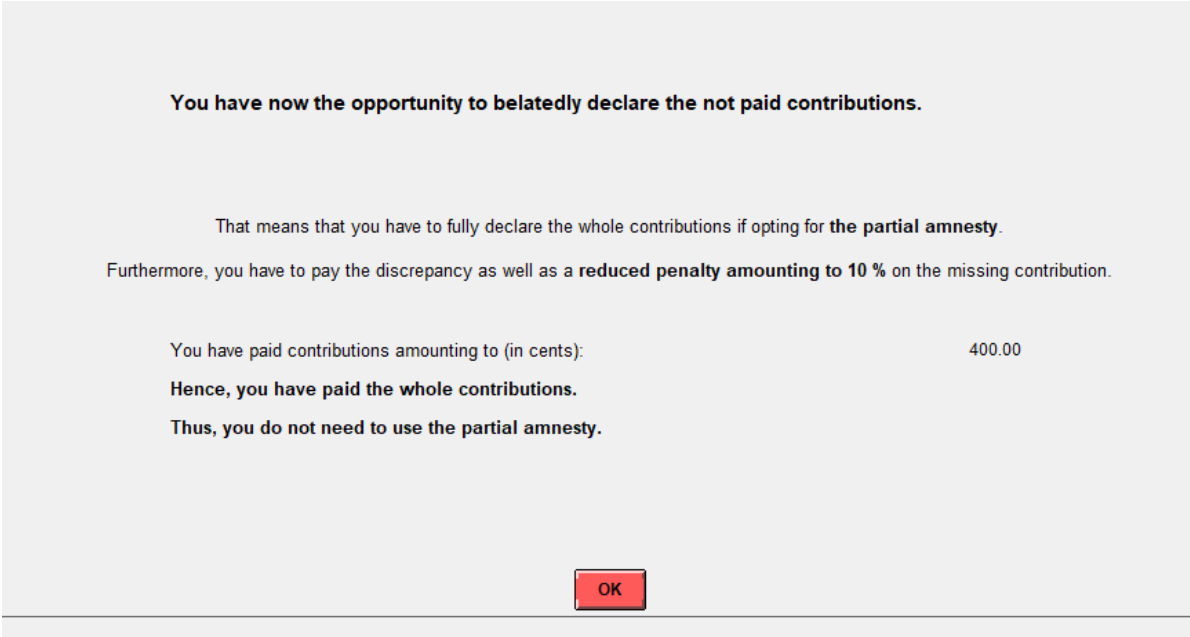 You have now the opportunity to belatedly declare the not paid contributions.
That means that you have to fully declare the whole contributions if opting for the partial amnesty.
Furthermore, you have to pay the discrepancy as well as a reduced penalty amounting to 10 % on the missing contribution.
You have paid contributions amounting to (in cents): 400.00
Hence, you have paid the whole contributions.
Thus, you do not need to use the partial amnesty.
OK